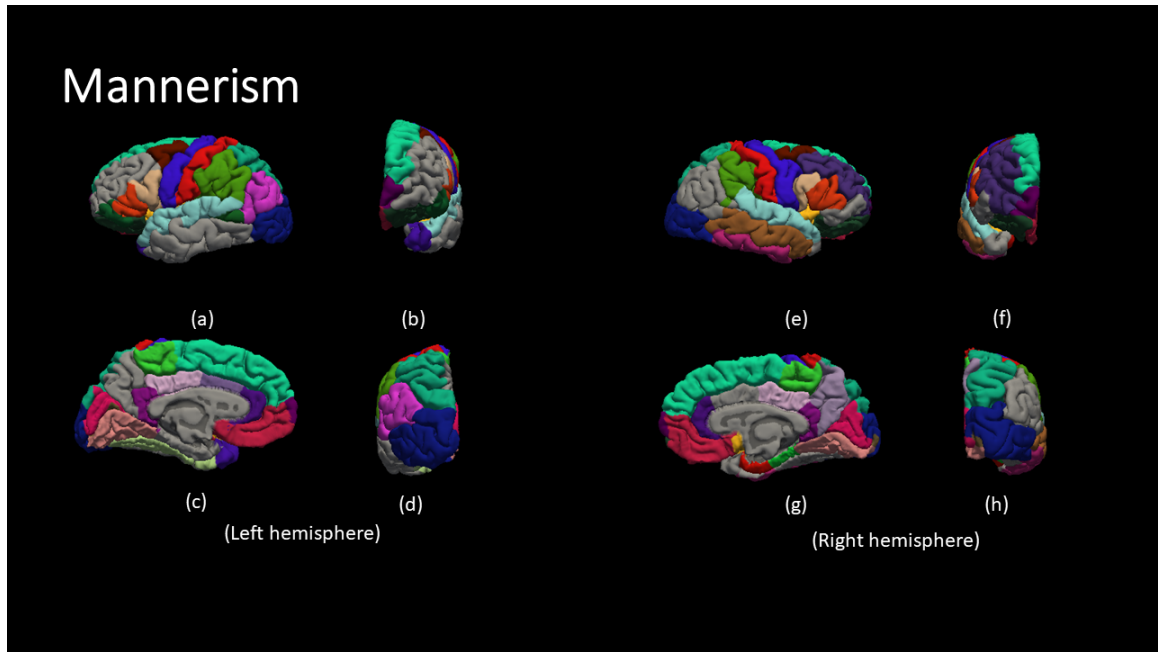 Mannerism
(a)
(b)
(e)
(f)
(c)
(d)
(g)
(h)
(Left hemisphere)
(Right hemisphere)